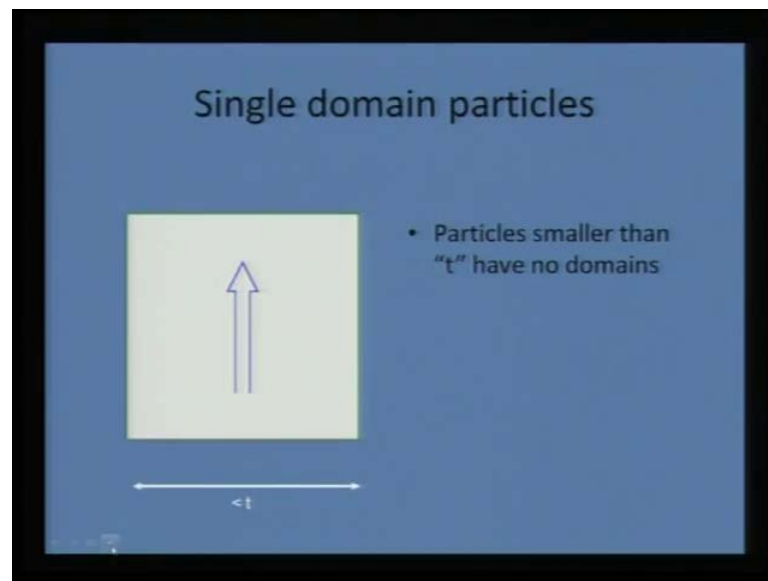 Single domain particles
• Particles smaller than
"t" have no domains
< t